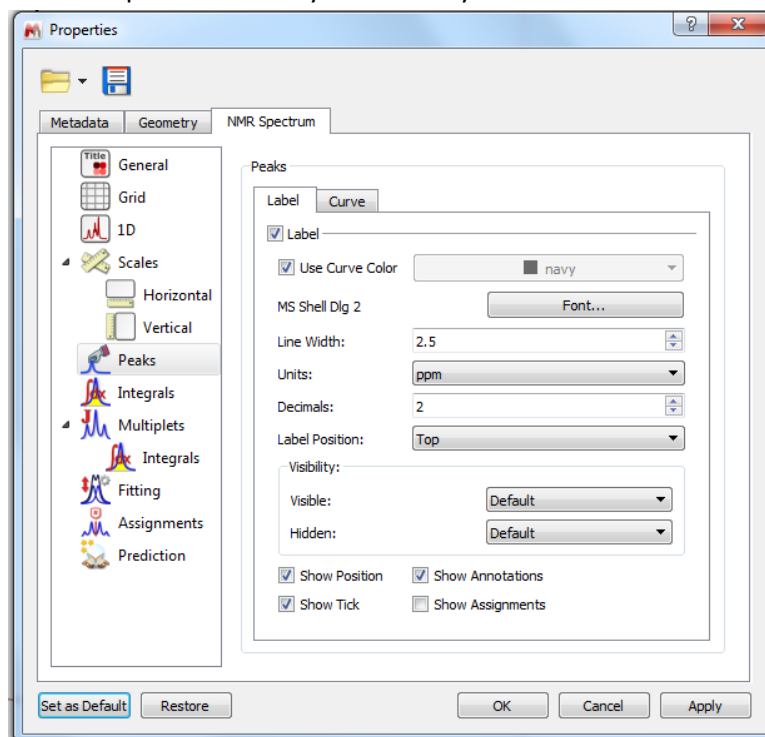 Properties
Metadata Geometry NMR Spectrum
Title
General
Grid
1D
Scales
Horizontal
Vertical
Peaks
Integrals
Multiplets
Integrals
Fitting
Assignments
Prediction
Peaks
Label Curve
Label
Use Curve Color navy
MS Shell Dlg 2 Font...
Line Width: 2.5
Units: ppm
Decimals: 2
Label Position: Top
Visibility:
Visible: Default
Hidden: Default
Show Position Show Annotations
Show Tick Show Assignments
Set as Default Restore OK Cancel Apply